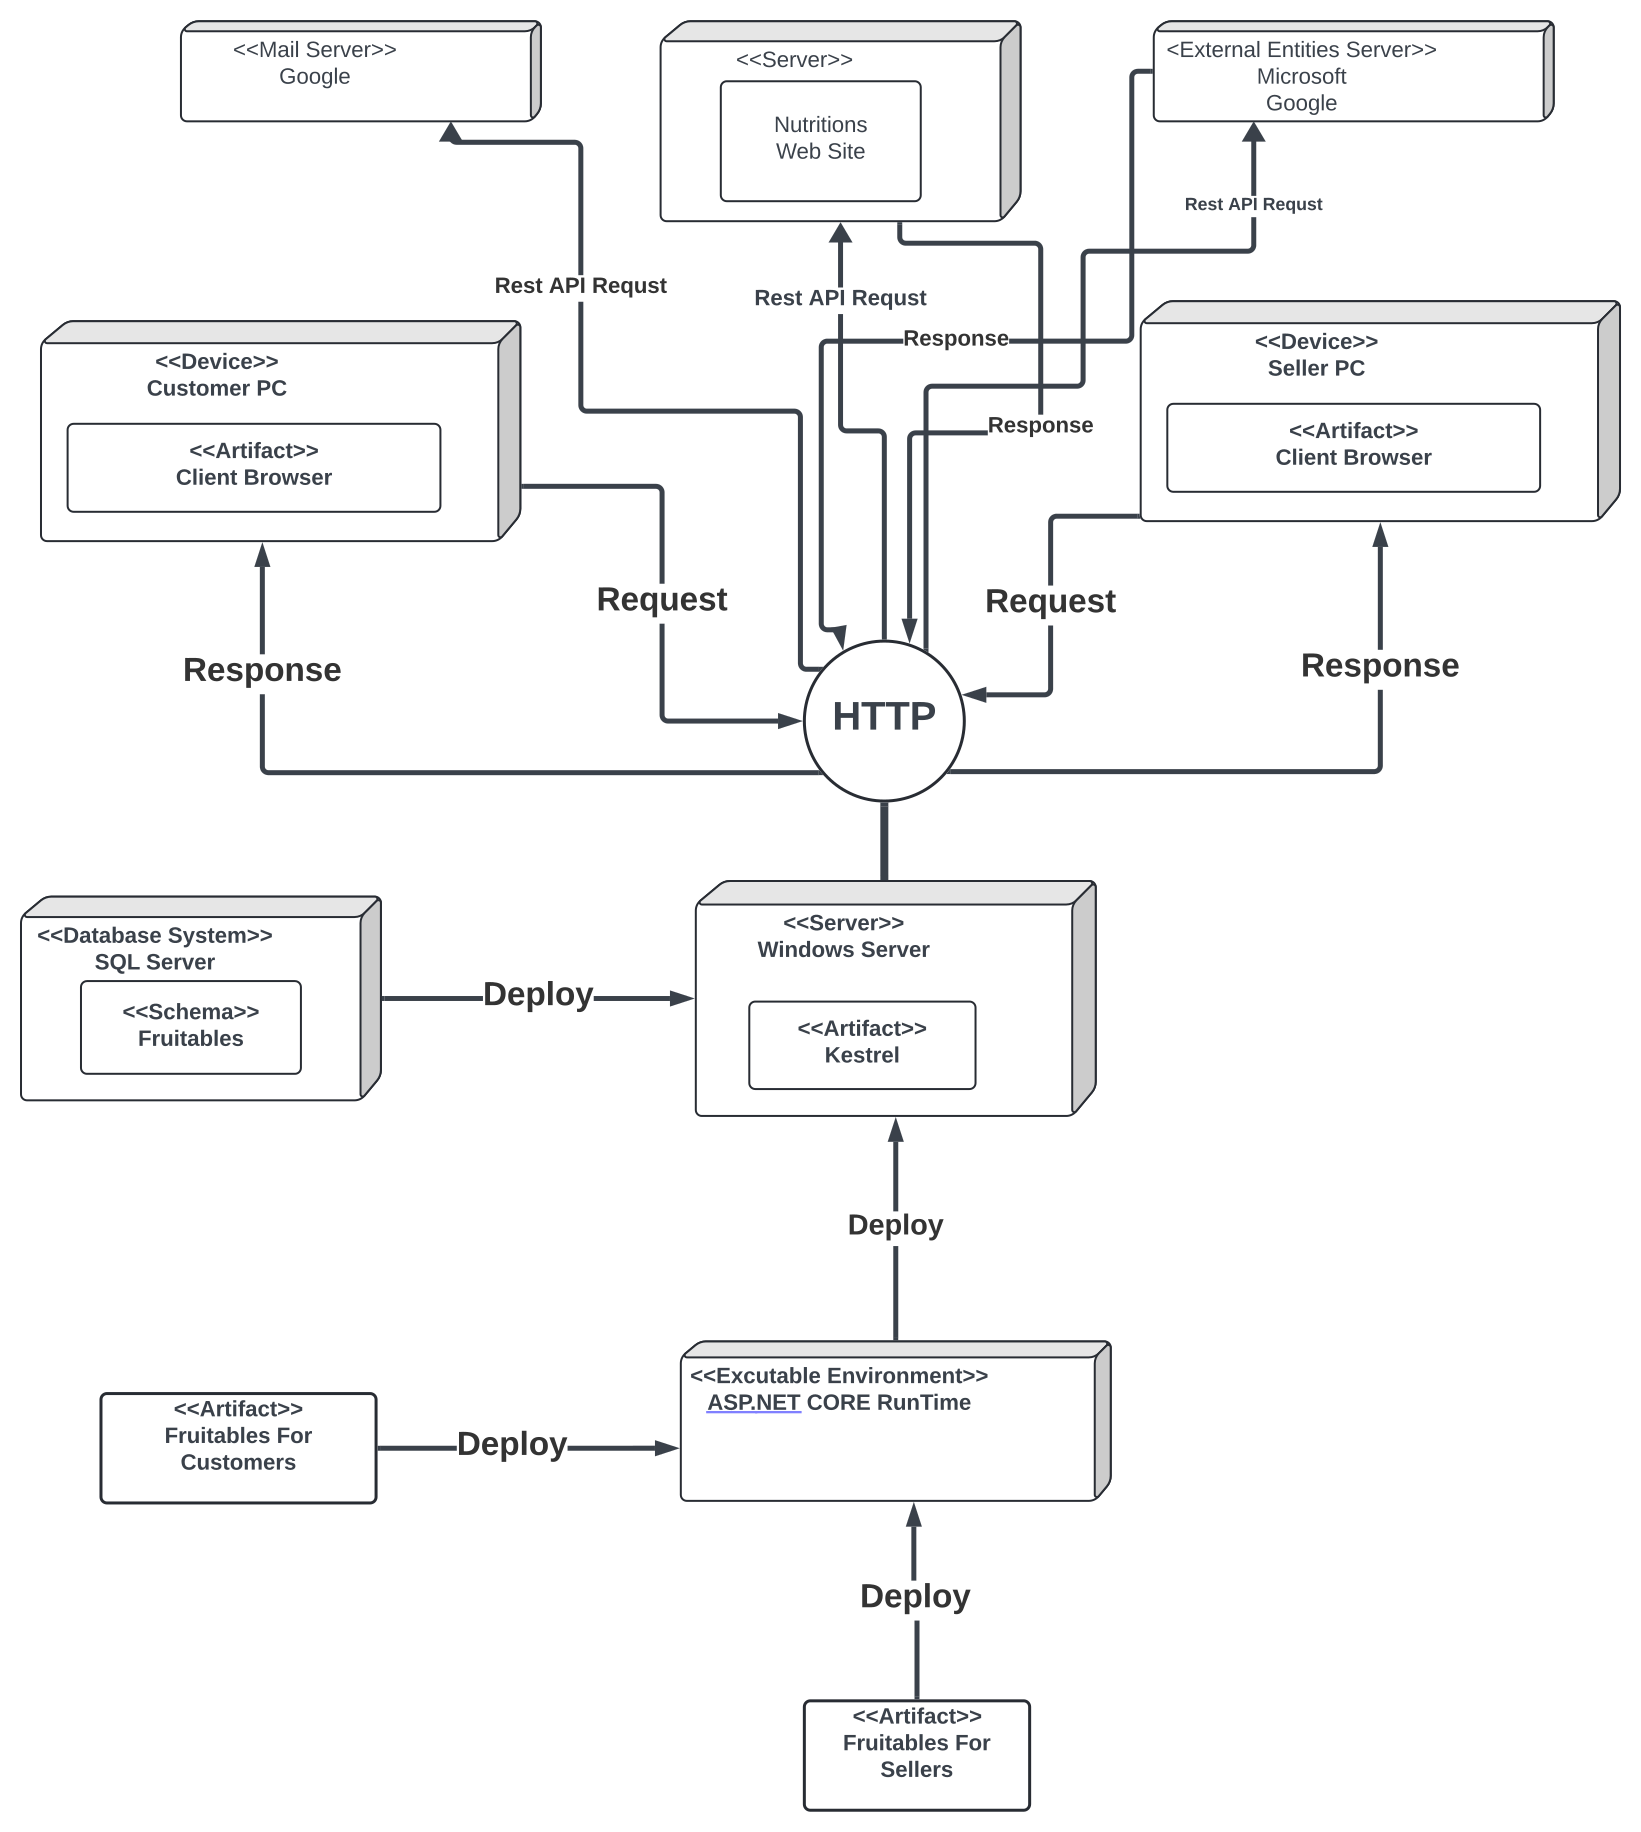 <<Mail Server>>
Google
<<Server>>
Nutritions
Web Site
<External Entities Server>>
Microsoft
Google
Rest API Requst
Rest API Requst
Rest API Requst
Response
<<Device>>
Customer PC
<<Artifact>>
Client Browser
<<Device>>
Seller PC
<<Artifact>>
Client Browser
Response
Request
Request
Response
Response
HTTP
<<Database System>>
SQL Server
<<Schema>>
Fruitables
Deploy
<<Server>>
Windows Server
<<Artifact>>
Kestrel
Deploy
<<Excutable Environment>>
ASP.NET CORE RunTime
<<Artifact>>
Fruitables For
Customers
Deploy
Deploy
<<Artifact>>
Fruitables For
Sellers